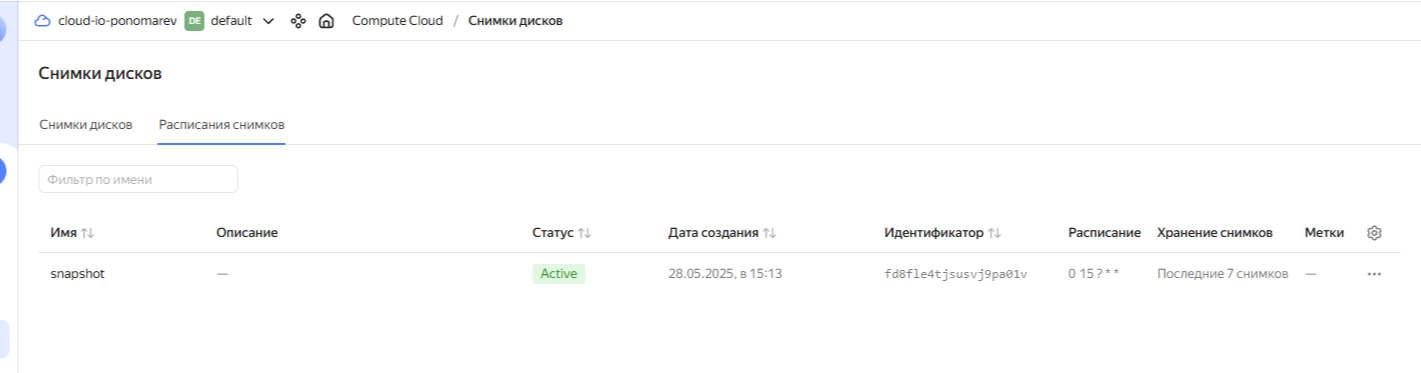 cloud-io-ponomarev DE default Compute Cloud / Снимки дисков
Снимки дисков
Снимки дисков Расписания снимков
Фильтр по имени
Имя Описание Статус Дата создания Идентификатор Расписание Хранение снимков Метки
snapshot — Active 28.05.2025, в 15:13 fd8fle4tjsusvj9pa01v 0 15 ? * * Последние 7 снимков —